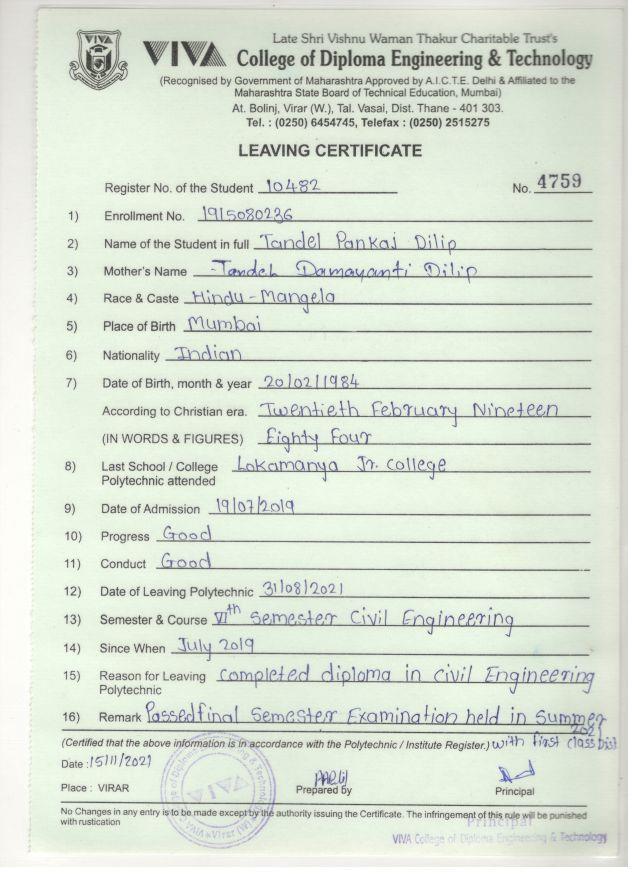 Late Shri Vishnu Waman Thakur Charitable Trust's
VIVA College of Diploma Engineering & Technology
(Recognised by Government of Maharashtra Approved by A.I.C.T.E. Delhi & Affiliated to the
Maharashtra State Board of Technical Education, Mumbai)
At. Bolinj, Virar (W.), Tal. Vasai, Dist. Thane - 401 303.
Tel. : (0250) 6454745, Telefax : (0250) 2515275
LEAVING CERTIFICATE
Register No. of the Student 10482 No. 4759
1) Enrollment No. 1915080236
2) Name of the Student in full Tandel Pankaj Dilip
3) Mother's Name Tandel Damayanti Dilip
4) Race & Caste Hindu - Mangela
5) Place of Birth Mumbai
6) Nationality Indian
7) Date of Birth, month & year 20/02/1984
According to Christian era. Twentieth February Nineteen
(IN WORDS & FIGURES) Eighty Four
8) Last School / College Lokamanya Jr. college
Polytechnic attended
9) Date of Admission 19/07/2019
10) Progress Good
11) Conduct Good
12) Date of Leaving Polytechnic 31/08/2021
13) Semester & Course VIth Semester Civil Engineering
14) Since When July 2019
15) Reason for Leaving completed diploma in civil Engineering
Polytechnic
16) Remark Passed final Semester Examination held in Summer
2021
(Certified that the above information is in accordance with the Polytechnic / Institute Register.) with first class Dist
Date : 15/11/2021
Place : VIRAR Prepared by Principal
No Changes in any entry is to be made except by the authority issuing the Certificate. The infringement of this rule will be punished
with rustication
Principal
VIVA College of Diploma Engineering & Technology